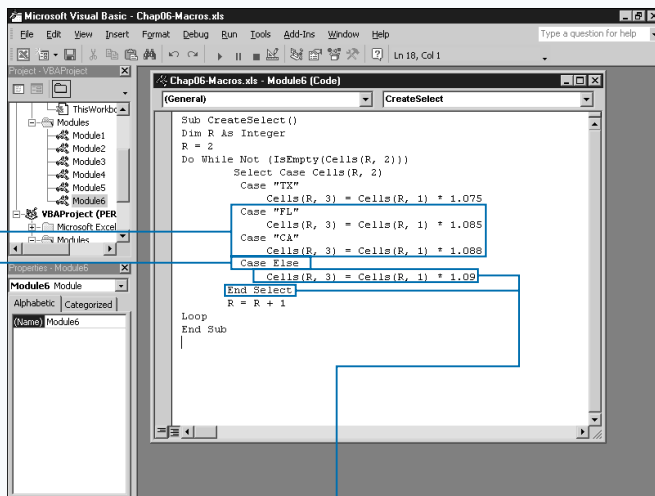 Microsoft Visual Basic - Chap06-Macros.xls
File Edit View Insert Format Debug Run Tools Add-Ins Window Help
Type a question for help
Ln 18, Col 1
Project - VBAProject
ThisWorkbo
Modules
Module1
Module2
Module3
Module4
Module5
Module6
VBAProject (PER
Microsoft Excel
Modules
Properties - Module6
Module6 Module
Alphabetic Categorized
(Name) Module6
Chap06-Macros.xls - Module6 (Code)
(General) CreateSelect
Sub CreateSelect()
Dim R As Integer
R = 2
Do While Not (IsEmpty(Cells(R, 2)))
Select Case Cells(R, 2)
Case "TX"
Cells(R, 3) = Cells(R, 1) * 1.075
Case "FL"
Cells(R, 3) = Cells(R, 1) * 1.085
Case "CA"
Cells(R, 3) = Cells(R, 1) * 1.088
Case Else
Cells(R, 3) = Cells(R, 1) * 1.09
End Select
R = R + 1
Loop
End Sub